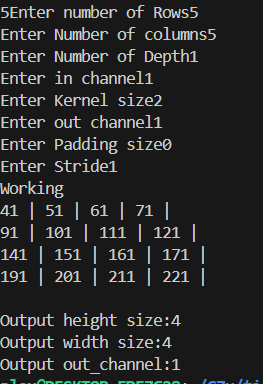 5Enter number of Rows5
Enter Number of columns5
Enter Number of Depth1
Enter in channel1
Enter Kernel size2
Enter out channel1
Enter Padding size0
Enter Stride1
Working
41 | 51 | 61 | 71 |
91 | 101 | 111 | 121 |
141 | 151 | 161 | 171 |
191 | 201 | 211 | 221 |
Output height size:4
Output width size:4
Output out_channel:1